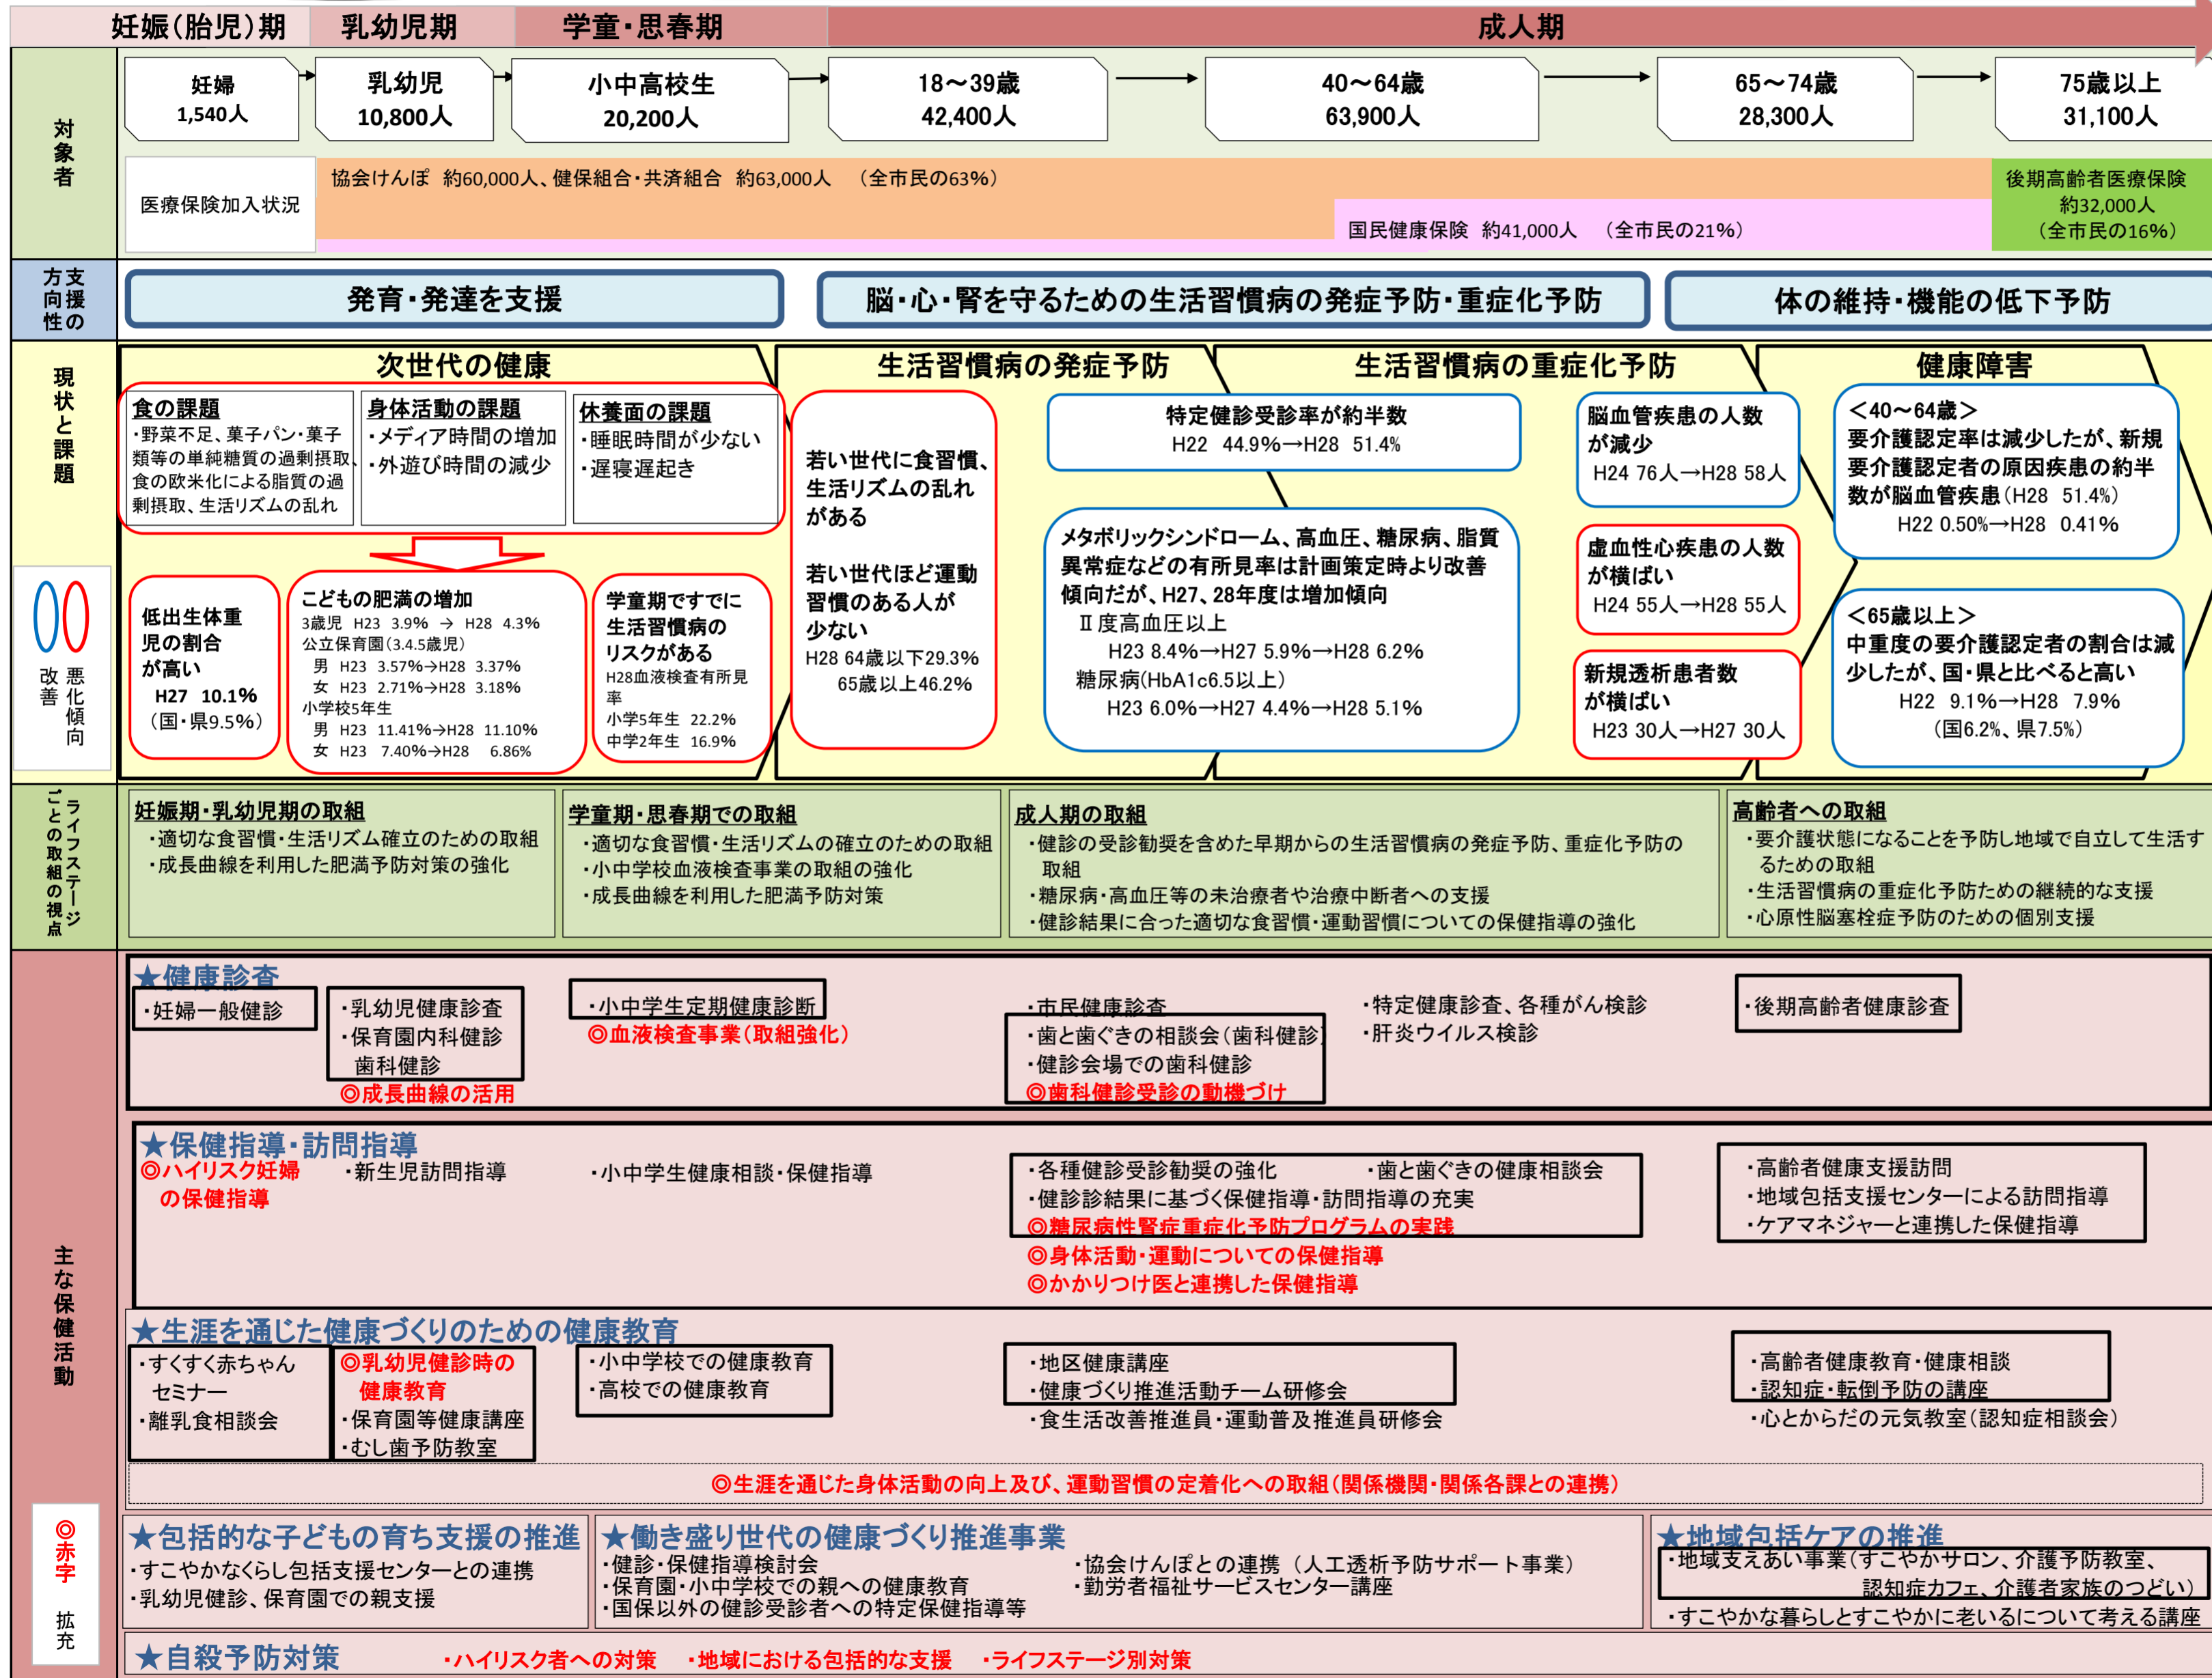 妊娠（胎児）期
乳幼児期
学童・思春期
成人期
対象者
妊婦
1,540人
乳幼児
10,800人
小中高校生
20,200人
18～39歳
42,400人
40～64歳
63,900人
65～74歳
28,300人
75歳以上
31,100人
医療保険加入状況
協会けんぽ 約60,000人、健保組合・共済組合 約63,000人 （全市民の63%）
国民健康保険 約41,000人 （全市民の21%）
後期高齢者医療保険
約32,000人
（全市民の16%）
支援の
方向性
発育・発達を支援
脳・心・腎を守るための生活習慣病の発症予防・重症化予防
体の維持・機能の低下予防
現状と課題
改善
悪化傾向
次世代の健康
生活習慣病の発症予防
生活習慣病の重症化予防
健康障害
食の課題
・野菜不足、菓子パン・菓子
類等の単純糖質の過剰摂取、
食の欧米化による脂質の過
剰摂取、生活リズムの乱れ
身体活動の課題
・メディア時間の増加
・外遊び時間の減少
休養面の課題
・睡眠時間が少ない
・遅寝遅起き
低出生体重
児の割合
が高い
H27 10.1%
（国・県9.5%）
こどもの肥満の増加
3歳児 H23 3.9% → H28 4.3%
公立保育園（3.4.5歳児）
男 H23 3.57%→H28 3.37%
女 H23 2.71%→H28 3.18%
小学校5年生
男 H23 11.41%→H28 11.10%
女 H23 7.40%→H28 6.86%
学童期ですでに
生活習慣病の
リスクがある
H28血液検査有所見
率
小学5年生 22.2%
中学2年生 16.9%
若い世代に食習慣、
生活リズムの乱れ
がある
若い世代ほど運動
習慣のある人が
少ない
H28 64歳以下29.3%
65歳以上46.2%
特定健診受診率が約半数
H22 44.9%→H28 51.4%
メタボリックシンドローム、高血圧、糖尿病、脂質
異常症などの有所見率は計画策定時より改善
傾向だが、H27、28年度は増加傾向
Ⅱ度高血圧以上
H23 8.4%→H27 5.9%→H28 6.2%
糖尿病(HbA1c6.5以上)
H23 6.0%→H27 4.4%→H28 5.1%
脳血管疾患の人数
が減少
H24 76人→H28 58人
虚血性心疾患の人数
が横ばい
H24 55人→H28 55人
新規透析患者数
が横ばい
H23 30人→H27 30人
＜40～64歳＞
要介護認定率は減少したが、新規
要介護認定者の原因疾患の約半
数が脳血管疾患（H28 51.4%）
H22 0.50%→H28 0.41%
＜65歳以上＞
中重度の要介護認定者の割合は減
少したが、国・県と比べると高い
H22 9.1%→H28 7.9%
（国6.2%、県7.5%）
ライフステージ
ごとの取組の視点
妊娠期・乳幼児期の取組
・適切な食習慣・生活リズム確立のための取組
・成長曲線を利用した肥満予防対策の強化
学童期・思春期での取組
・適切な食習慣・生活リズムの確立のための取組
・小中学校血液検査事業の取組の強化
・成長曲線を利用した肥満予防対策
成人期の取組
・健診の受診勧奨を含めた早期からの生活習慣病の発症予防、重症化予防の
取組
・糖尿病・高血圧等の未治療者や治療中断者への支援
・健診結果に合った適切な食習慣・運動習慣についての保健指導の強化
高齢者への取組
・要介護状態になることを予防し地域で自立して生活す
るための取組
・生活習慣病の重症化予防ための継続的な支援
・心原性脳塞栓症予防のための個別支援
主な保健活動
◎赤字 拡充
★健康診査
・妊婦一般健診
・乳幼児健康診査
・保育園内科健診
歯科健診
◎成長曲線の活用
・小中学生定期健康診断
◎血液検査事業（取組強化）
・市民健康診査
・歯と歯ぐきの相談会（歯科健診）
・健診会場での歯科健診
◎歯科健診受診の動機づけ
・特定健康診査、各種がん検診
・肝炎ウイルス検診
・後期高齢者健康診査
★保健指導・訪問指導
◎ハイリスク妊婦
の保健指導
・新生児訪問指導
・小中学生健康相談・保健指導
・各種健診受診勧奨の強化 ・歯と歯ぐきの健康相談会
・健診診結果に基づく保健指導・訪問指導の充実
◎糖尿病性腎症重症化予防プログラムの実践
◎身体活動・運動についての保健指導
◎かかりつけ医と連携した保健指導
・高齢者健康支援訪問
・地域包括支援センターによる訪問指導
・ケアマネジャーと連携した保健指導
★生涯を通じた健康づくりのための健康教育
・すくすく赤ちゃん
セミナー
・離乳食相談会
◎乳幼児健診時の
健康教育
・保育園等健康講座
・むし歯予防教室
・小中学校での健康教育
・高校での健康教育
・地区健康講座
・健康づくり推進活動チーム研修会
・食生活改善推進員・運動普及推進員研修会
・高齢者健康教育・健康相談
・認知症・転倒予防の講座
・心とからだの元気教室（認知症相談会）
◎生涯を通じた身体活動の向上及び、運動習慣の定着化への取組（関係機関・関係各課との連携）
★包括的な子どもの育ち支援の推進
・すこやかなくらし包括支援センターとの連携
・乳幼児健診、保育園での親支援
★働き盛り世代の健康づくり推進事業
・健診・保健指導検討会
・保育園・小中学校での親への健康教育
・国保以外の健診受診者への特定保健指導等
・協会けんぽとの連携（人工透析予防サポート事業）
・勤労者福祉サービスセンター講座
★地域包括ケアの推進
・地域支えあい事業（すこやかサロン、介護予防教室、
認知症カフェ、介護者家族のつどい）
・すこやかな暮らしとすこやかに老いるについて考える講座
★自殺予防対策 ・ハイリスク者への対策 ・地域における包括的な支援 ・ライフステージ別対策